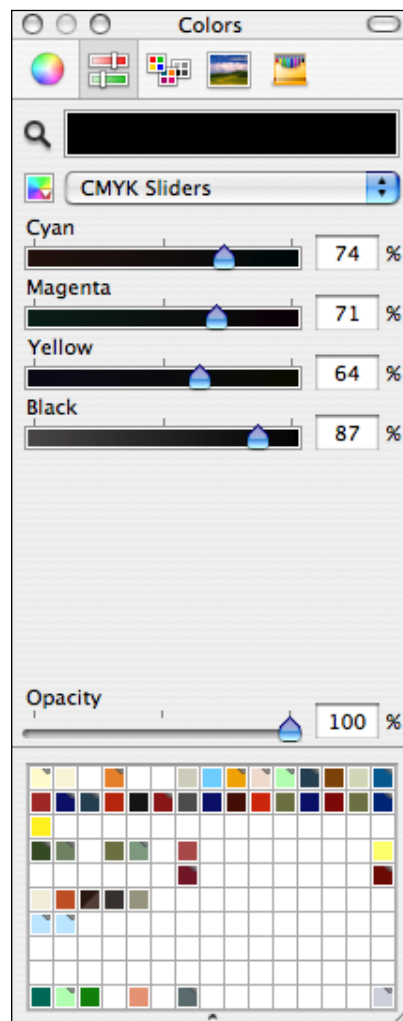 Colors
CMYK Sliders
Cyan
74 %
Magenta
71 %
Yellow
64 %
Black
87 %
Opacity
100 %